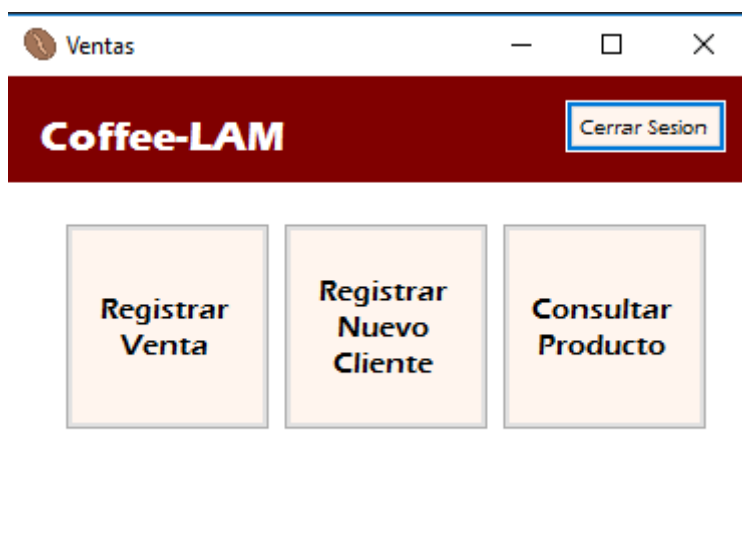 Ventas
Coffee-LAM
Cerrar Sesion
Registrar
Venta
Registrar
Nuevo
Cliente
Consultar
Producto